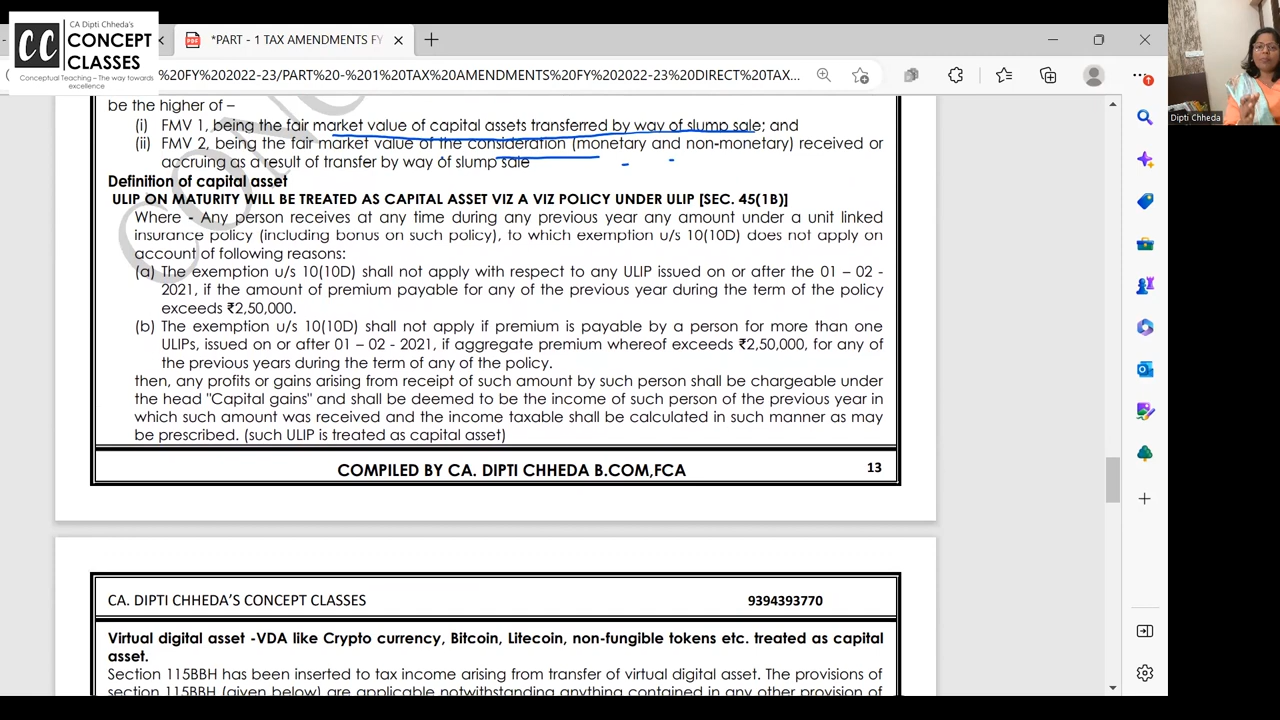 CA Dipti Chheda's
CONCEPT
CLASSES
CC
Conceptual Teaching – The way towards
excellence
*PART - 1 TAX AMENDMENTS FY
%20FY%202022-23/PART%20-%201%20TAX%20AMENDMENTS%20FY%202022-23%20DIRECT%20TAX...
Dipti Chheda
be the higher of –
(i) FMV 1, being the fair market value of capital assets transferred by way of slump sale; and
(ii) FMV 2, being the fair market value of the consideration (monetary and non-monetary) received or
accruing as a result of transfer by way of slump sale
Definition of capital asset
ULIP ON MATURITY WILL BE TREATED AS CAPITAL ASSET VIZ A VIZ POLICY UNDER ULIP [SEC. 45(1B)]
Where - Any person receives at any time during any previous year any amount under a unit linked
insurance policy (including bonus on such policy), to which exemption u/s 10(10D) does not apply on
account of following reasons:
(a) The exemption u/s 10(10D) shall not apply with respect to any ULIP issued on or after the 01 – 02 -
2021, if the amount of premium payable for any of the previous year during the term of the policy
exceeds ₹2,50,000.
(b) The exemption u/s 10(10D) shall not apply if premium is payable by a person for more than one
ULIPs, issued on or after 01 – 02 - 2021, if aggregate premium whereof exceeds ₹2,50,000, for any of
the previous years during the term of any of the policy.
then, any profits or gains arising from receipt of such amount by such person shall be chargeable under
the head "Capital gains" and shall be deemed to be the income of such person of the previous year in
which such amount was received and the income taxable shall be calculated in such manner as may
be prescribed. (such ULIP is treated as capital asset)
COMPILED BY CA. DIPTI CHHEDA B.COM,FCA 13
CA. DIPTI CHHEDA'S CONCEPT CLASSES 9394393770
Virtual digital asset -VDA like Crypto currency, Bitcoin, Litecoin, non-fungible tokens etc. treated as capital
asset.
Section 115BBH has been inserted to tax income arising from transfer of virtual digital asset. The provisions of
section 115BBH (given below) are applicable notwithstanding anything contained in any other provision of